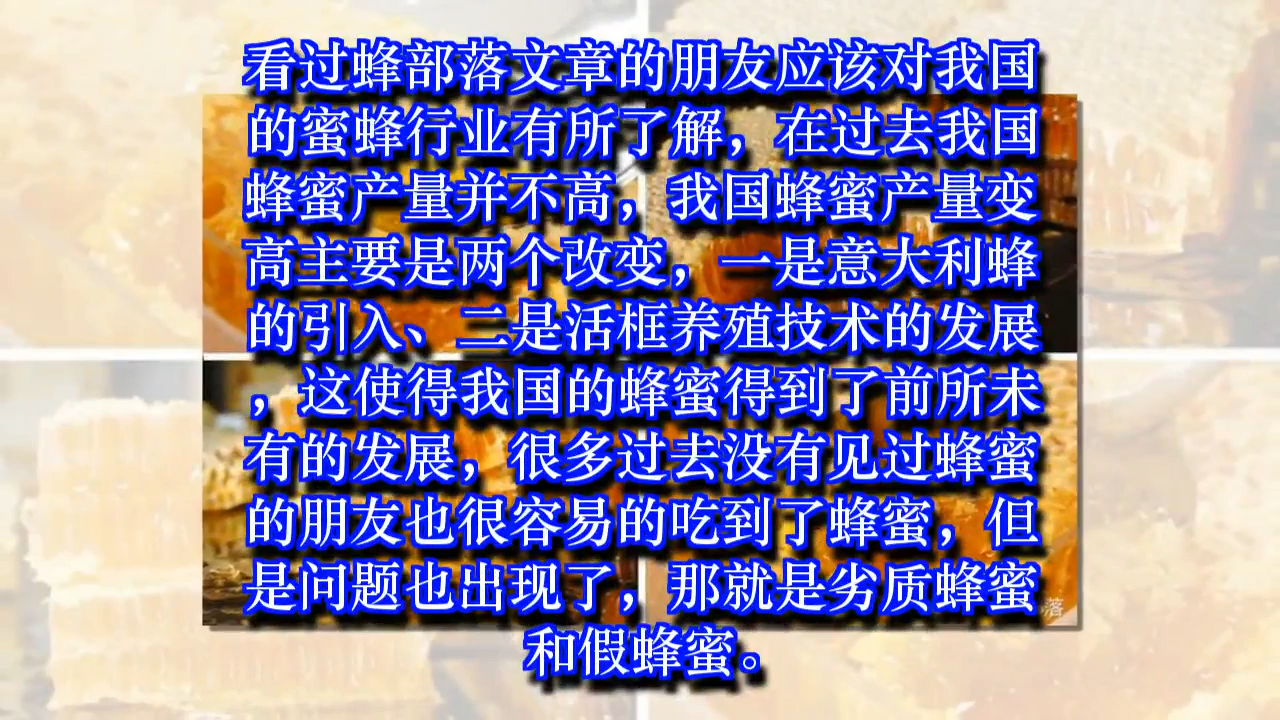 看过蜂部落文章的朋友应该对我国
的蜜蜂行业有所了解，在过去我国
蜂蜜产量并不高，我国蜂蜜产量变
高主要是两个改变，一是意大利蜂
的引入、二是活框养殖技术的发展
，这使得我国的蜂蜜得到了前所未
有的发展，很多过去没有见过蜂蜜
的朋友也很容易的吃到了蜂蜜，但
是问题也出现了，那就是劣质蜂蜜
和假蜂蜜。
落